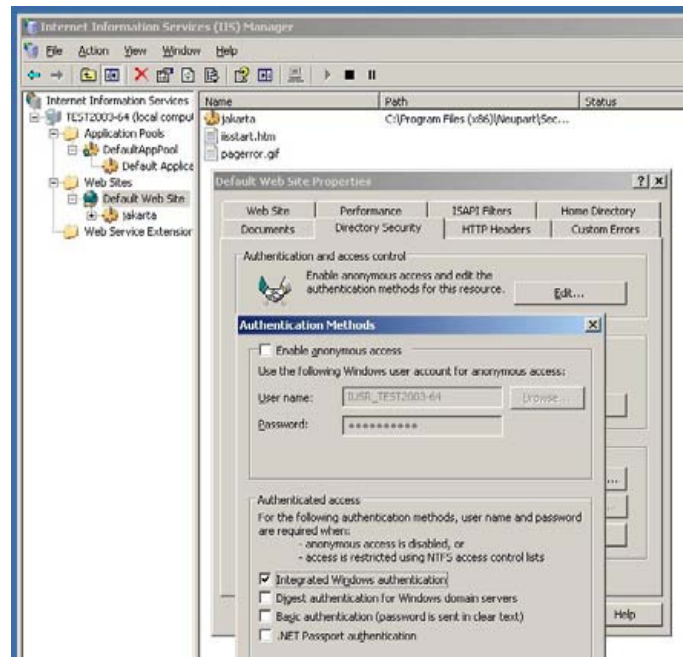 Internet Information Services (IIS) Manager
File Action View Window Help
Internet Information Services
TEST2003-64 (local comput
Application Pools
DefaultAppPool
Default Applica
Web Sites
Default Web Site
jakarta
Web Service Extension
Name Path Status
jakarta C:\Program Files (x86)\Neupart\Sec...
iisstart.htm
pagerror.gif
Default Web Site Properties
Web Site Performance ISAPI Filters Home Directory
Documents Directory Security HTTP Headers Custom Errors
Authentication and access control
Enable anonymous access and edit the
authentication methods for this resource.
Edit...
Authentication Methods
Enable anonymous access
Use the following Windows user account for anonymous access:
User name: IUSR_TEST2003-64 Browse...
Password: ••••••••••
Authenticated access
For the following authentication methods, user name and password
are required when:
- anonymous access is disabled, or
- access is restricted using NTFS access control lists
Integrated Windows authentication
Digest authentication for Windows domain servers
Basic authentication (password is sent in clear text)
.NET Passport authentication
Help